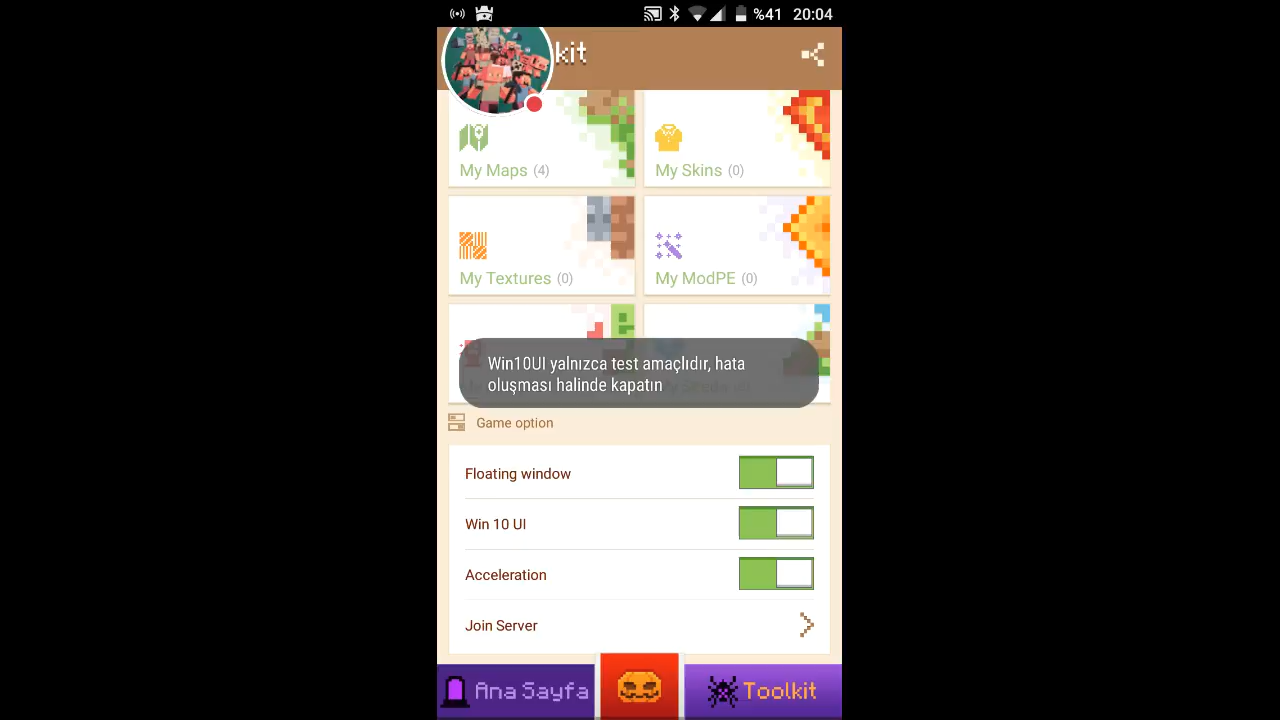 %41 20:04
kit
My Maps (4)
My Skins (0)
My Textures (0)
My ModPE (0)
Win10UI yalnızca test amaçlıdır, hata
oluşması halinde kapatın
Game option
Floating window
Win 10 UI
Acceleration
Join Server
Ana Sayfa
Toolkit